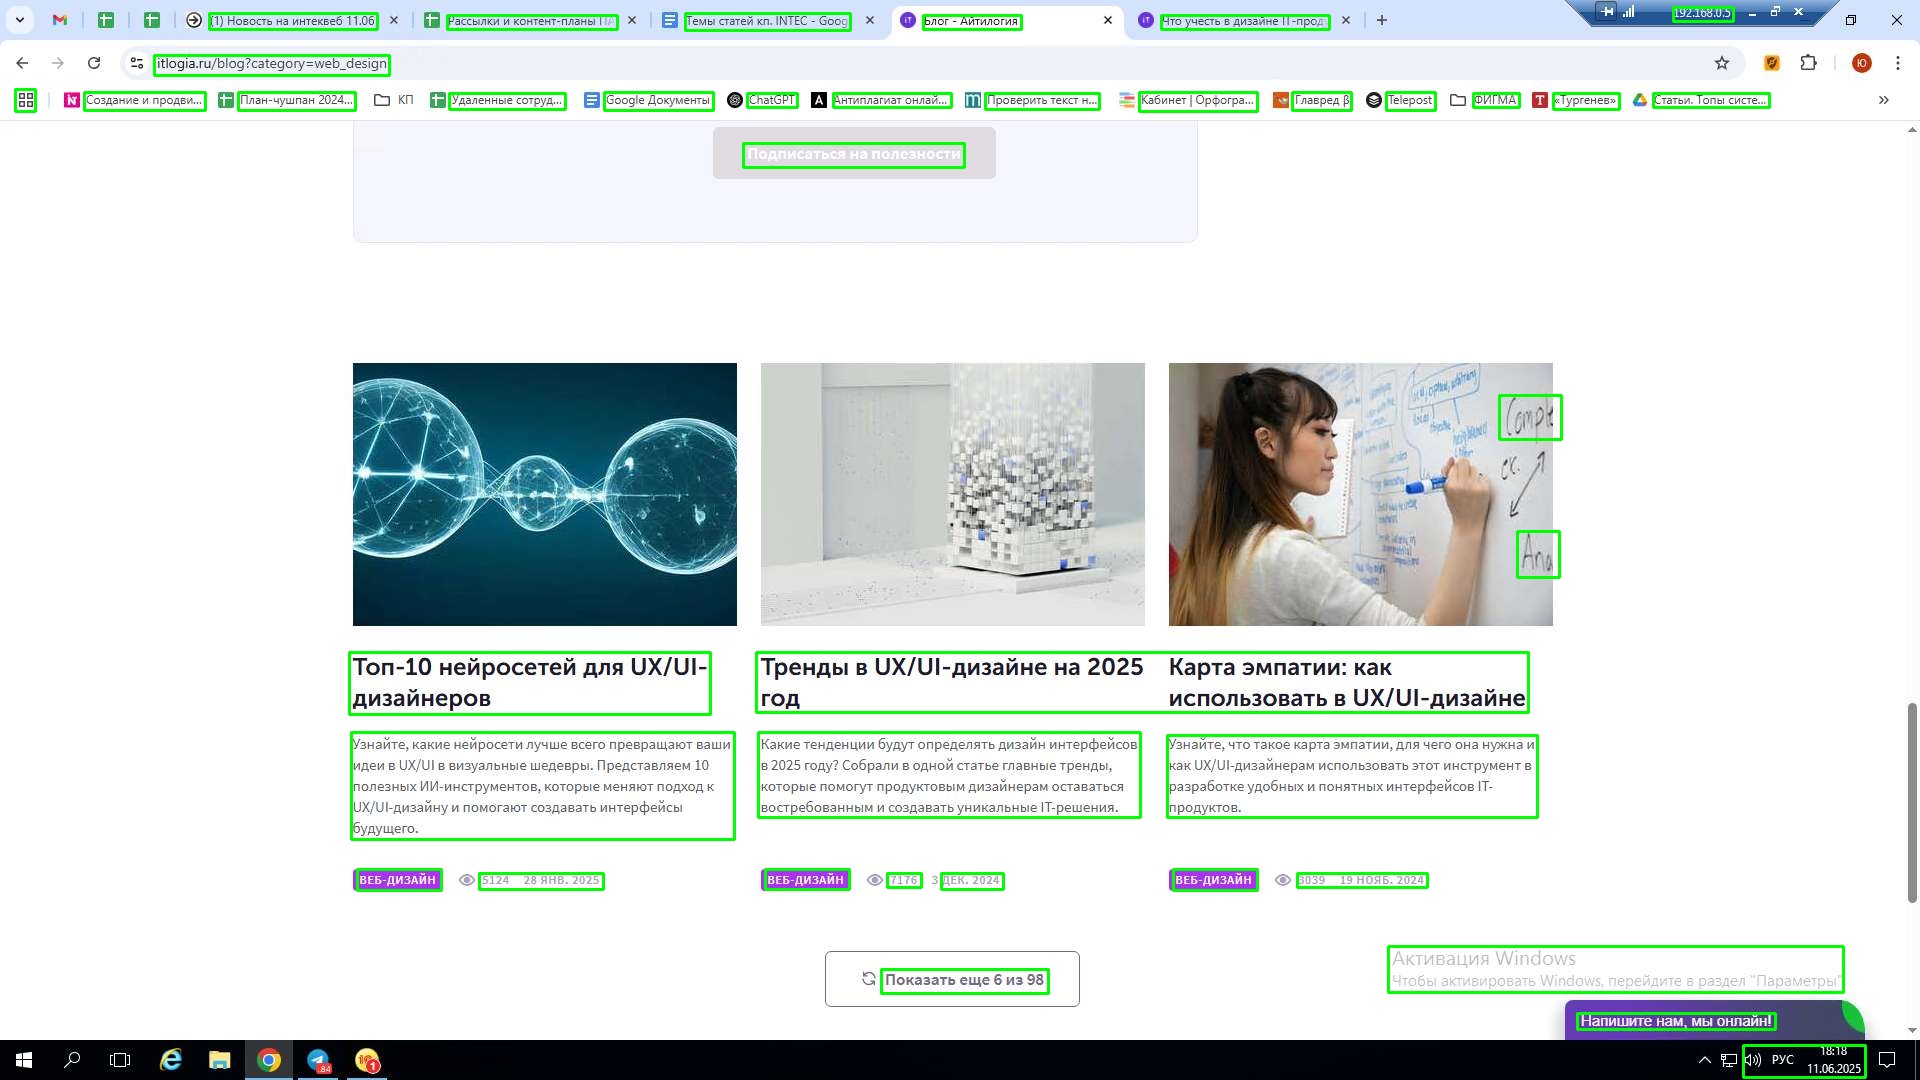 (1) Новость на интеквеб 11.06
Рассылки и контент-планы ПА
Темы статей кл. INTEC - Goog
Блог - Айтилогия
Что учесть в дизайне IT-прод
192.168.0.5
itlogia.ru/blog?category=web_design
Создание и продви...
План-чушпан 2024...
КП
Удаленные сотруд...
Google Документы
ChatGPT
Антиплагиат онлай...
Проверить текст н...
Кабинет | Орфогра...
Главред β
Telepost
ФИГМА
«Тургенев»
Статьи. Топы систе...
Подписаться на полезности
Compl
cx.
Ana
Топ-10 нейросетей для UX/UI-
дизайнеров
Узнайте, какие нейросети лучше всего превращают ваши
идеи в UX/UI в визуальные шедевры. Представляем 10
полезных ИИ-инструментов, которые меняют подход к
UX/UI-дизайну и помогают создавать интерфейсы
будущего.
ВЕБ-ДИЗАЙН 5124 28 ЯНВ. 2025
Тренды в UX/UI-дизайне на 2025
год
Какие тенденции будут определять дизайн интерфейсов
в 2025 году? Собрали в одной статье главные тренды,
которые помогут продуктовым дизайнерам оставаться
востребованным и создавать уникальные IT-решения.
ВЕБ-ДИЗАЙН 7176 3 ДЕК. 2024
Карта эмпатии: как
использовать в UX/UI-дизайне
Узнайте, что такое карта эмпатии, для чего она нужна и
как UX/UI-дизайнерам использовать этот инструмент в
разработке удобных и понятных интерфейсов IT-
продуктов.
ВЕБ-ДИЗАЙН 3039 19 НОЯБ. 2024
Показать еще 6 из 98
Активация Windows
Чтобы активировать Windows, перейдите в раздел "Параметры"
Напишите нам, мы онлайн!
84
1
РУС
18:18
11.06.2025